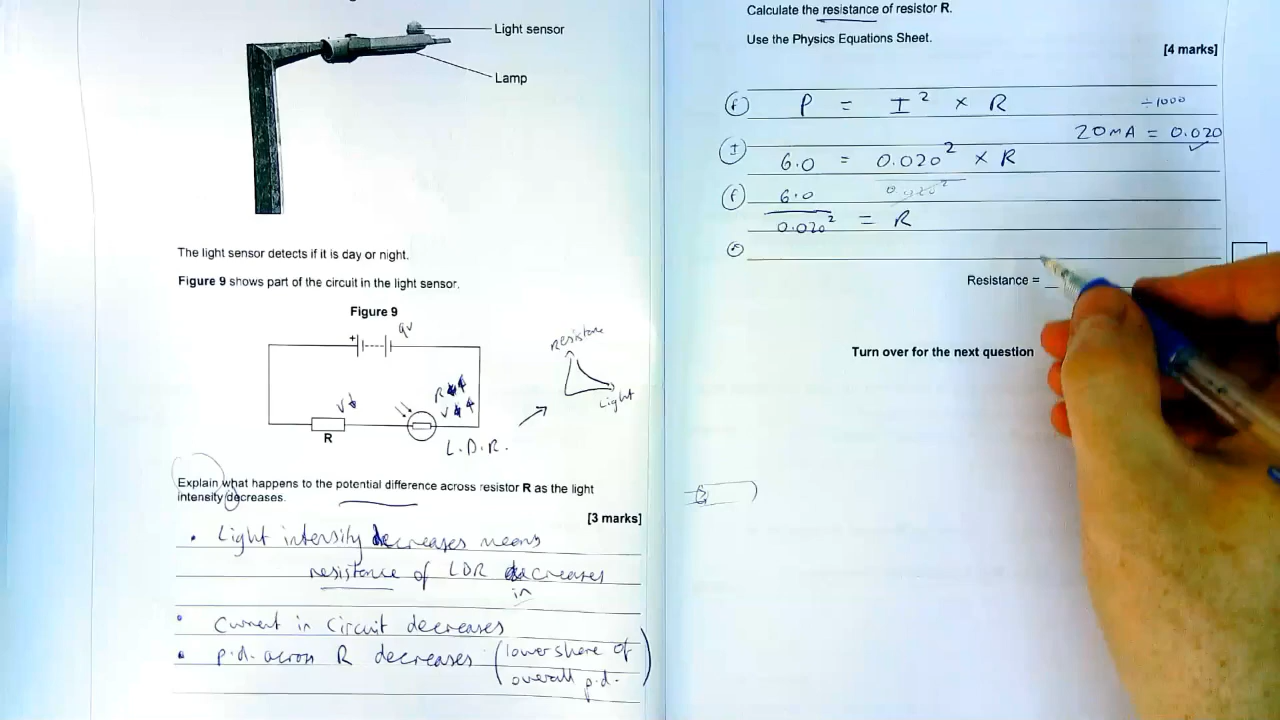 Light sensor
Lamp
The light sensor detects if it is day or night.
Figure 9 shows part of the circuit in the light sensor.
Figure 9
+
9v
V
R
V
R
L.D.R.
resistance
Light
Explain what happens to the potential difference across resistor R as the light
intensity decreases.
[3 marks]
• Light intensity decreases means
resistance of LDR increases
• Current in circuit decreases
• p.d. across R decreases (lower share of
overall p.d.)
Calculate the resistance of resistor R.
Use the Physics Equations Sheet.
[4 marks]
P = I² × R
÷1000
20mA = 0.020
6.0 = 0.020² × R
0.020²
6.0
0.020² = R
Resistance =
Turn over for the next question